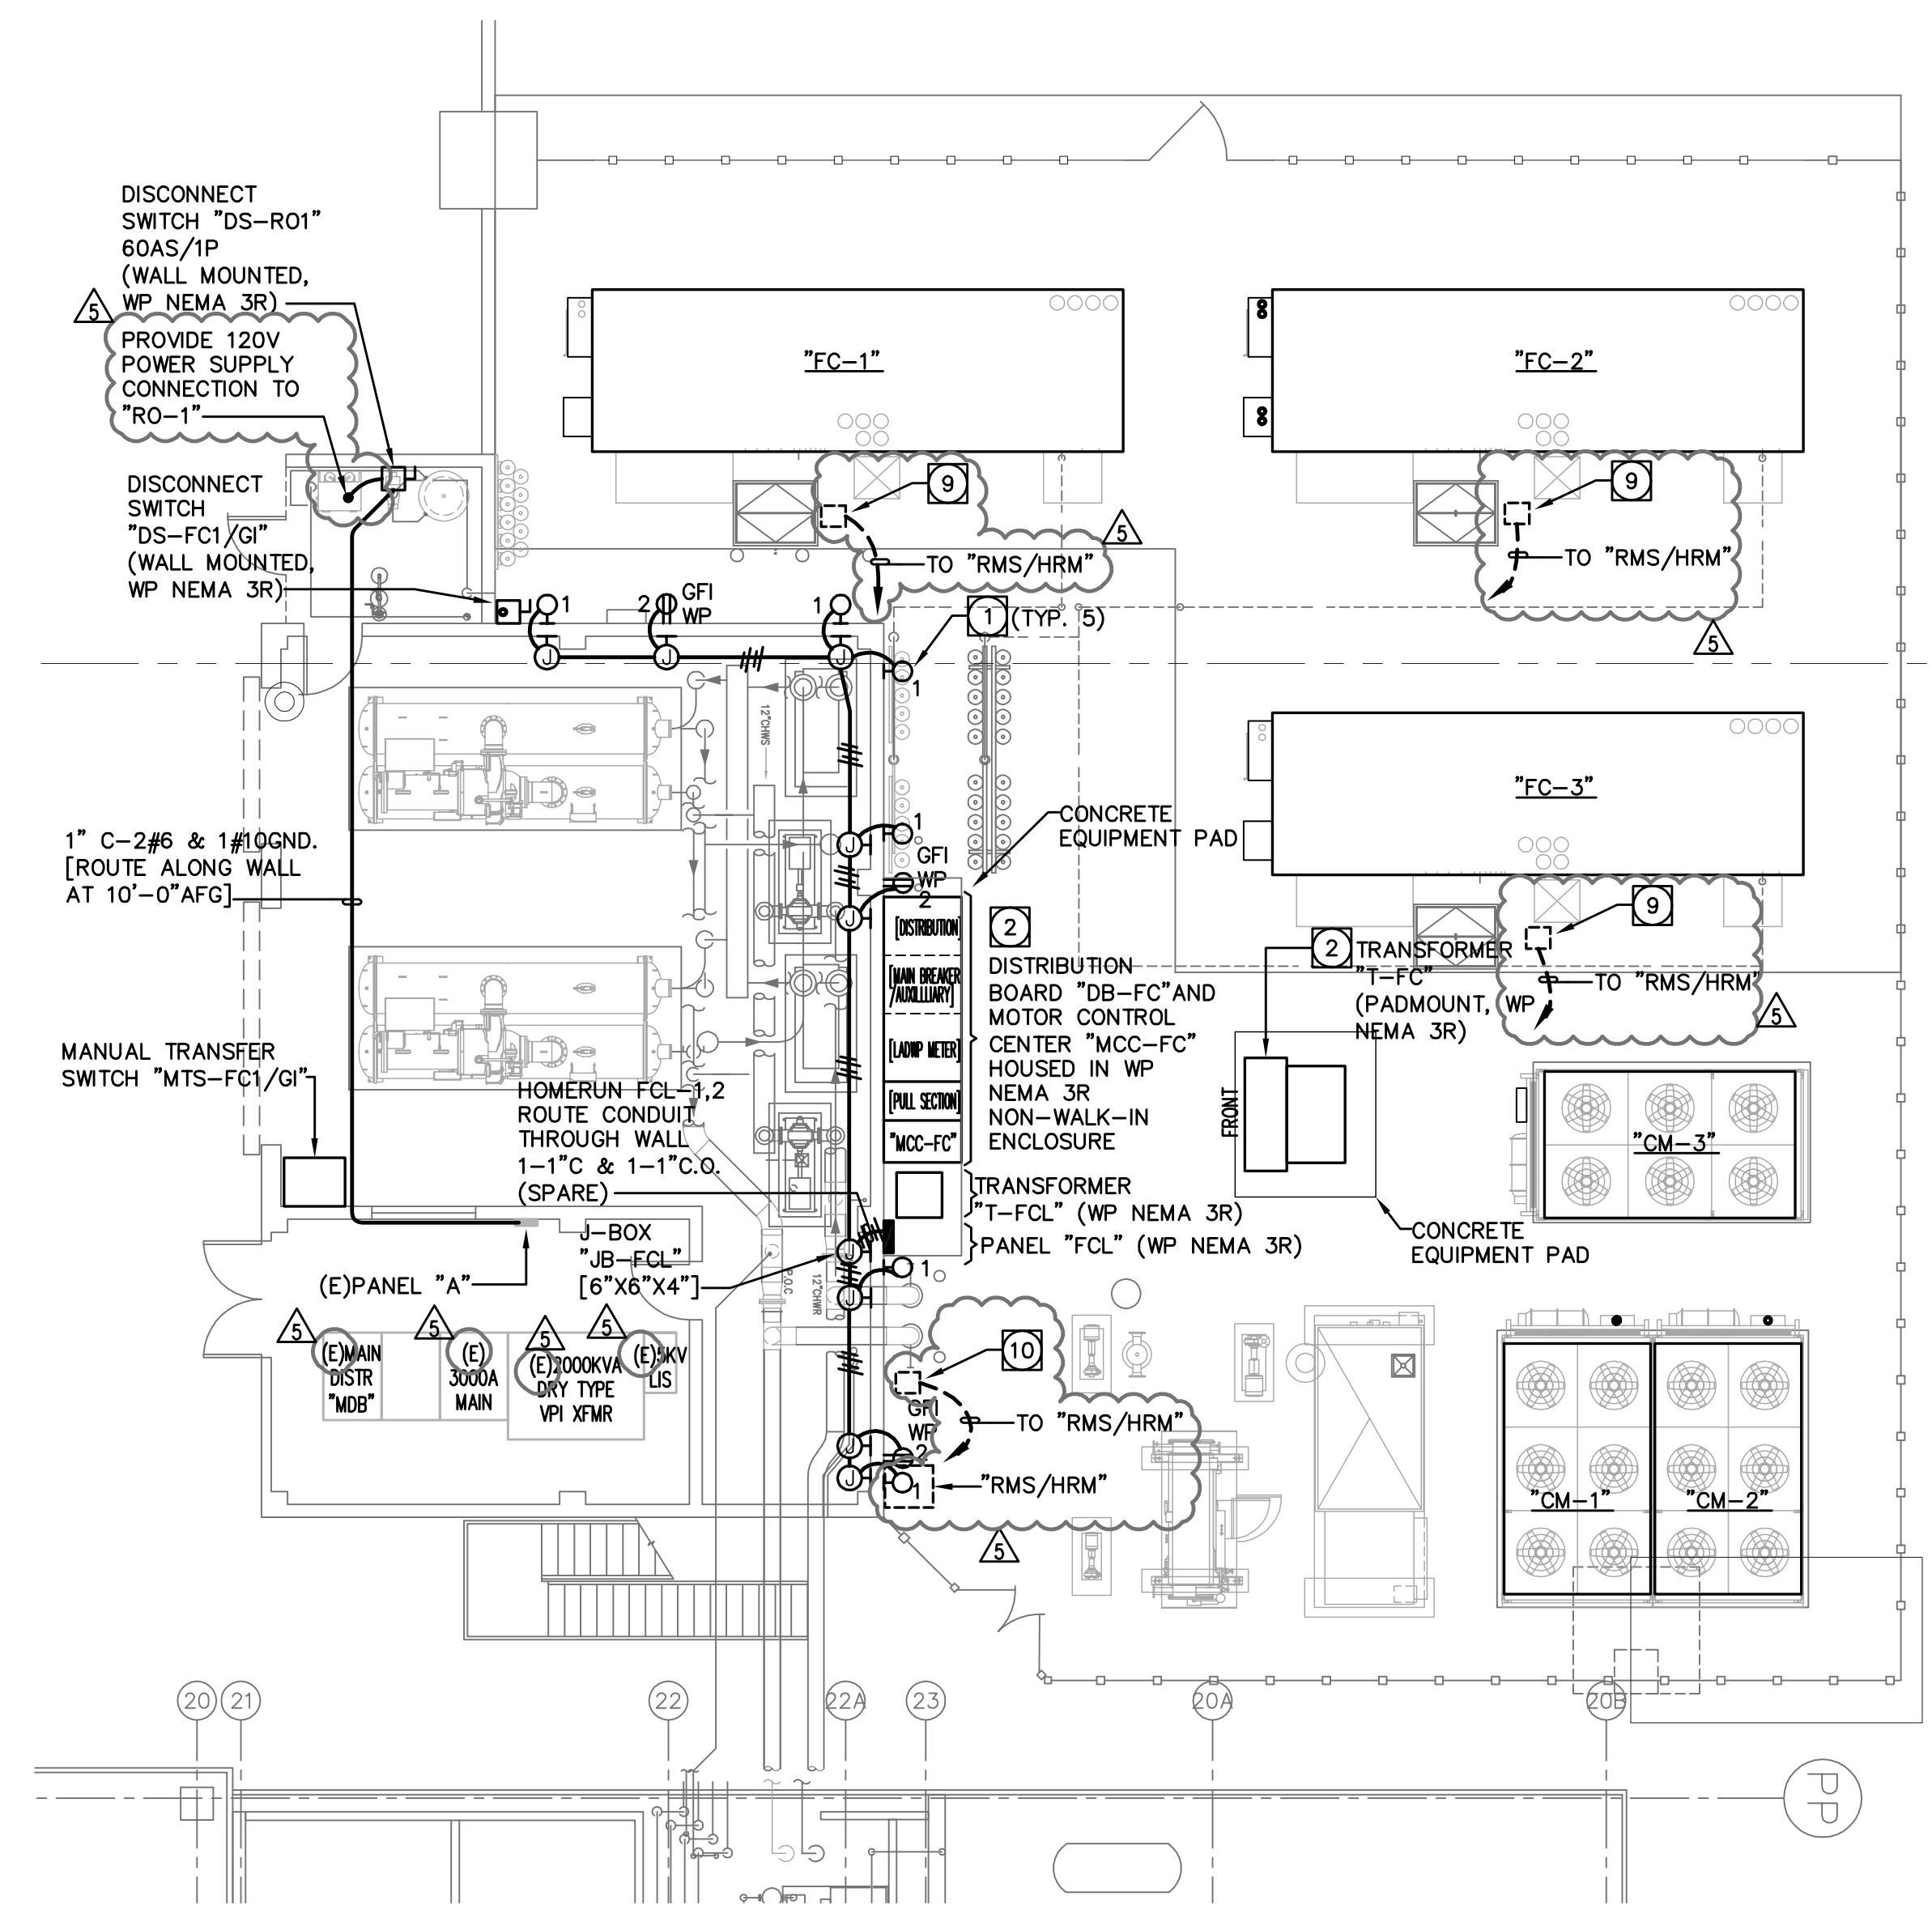 DISCONNECT
SWITCH "DS-RO1"
60AS/1P
(WALL MOUNTED,
WP NEMA 3R)
5
PROVIDE 120V
POWER SUPPLY
CONNECTION TO
"RO-1"
DISCONNECT
SWITCH
"DS-FC1/GI"
(WALL MOUNTED,
WP NEMA 3R)
"FC-1"
"FC-2"
9
TO "RMS/HRM"
5
9
TO "RMS/HRM"
5
1
2
GFI
WP
1
1
(TYP. 5)
J
J
J
1
12"CHWS
"FC-3"
1" C-2#6 & 1#10GND.
[ROUTE ALONG WALL
AT 10'-0"AFG]
CONCRETE
EQUIPMENT PAD
1
J
GFI
WP
2
J
[DISTRIBUTION]
[MAIN BREAKER
/AUXILLIARY]
[LADWP METER]
[PULL SECTION]
"MCC-FC"
2
DISTRIBUTION
BOARD "DB-FC"AND
MOTOR CONTROL
CENTER "MCC-FC"
HOUSED IN WP
NEMA 3R
NON-WALK-IN
ENCLOSURE
2
TRANSFORMER
"T-FC"
(PADMOUNT, WP
NEMA 3R)
9
TO "RMS/HRM"
5
FRONT
"CM-3"
MANUAL TRANSFER
SWITCH "MTS-FC1/GI"
HOMERUN FCL-1,2
ROUTE CONDUIT
THROUGH WALL
1-1"C & 1-1"C.O.
(SPARE)
TRANSFORMER
"T-FCL" (WP NEMA 3R)
PANEL "FCL" (WP NEMA 3R)
CONCRETE
EQUIPMENT PAD
J-BOX
"JB-FCL"
[6"X6"X4"]
J
J
1
P.O.C
12"CHWR
(E)PANEL "A"
5
(E)MAIN
DISTR
"MDB"
5
(E)
3000A
MAIN
5
(E)2000KVA
DRY TYPE
VPI XFMR
5
(E)5KV
LIS
10
TO "RMS/HRM"
GFI
WP
2
J
J
1
"RMS/HRM"
5
"CM-1"
"CM-2"
20
21
22
22A
23
20A
20B
PP